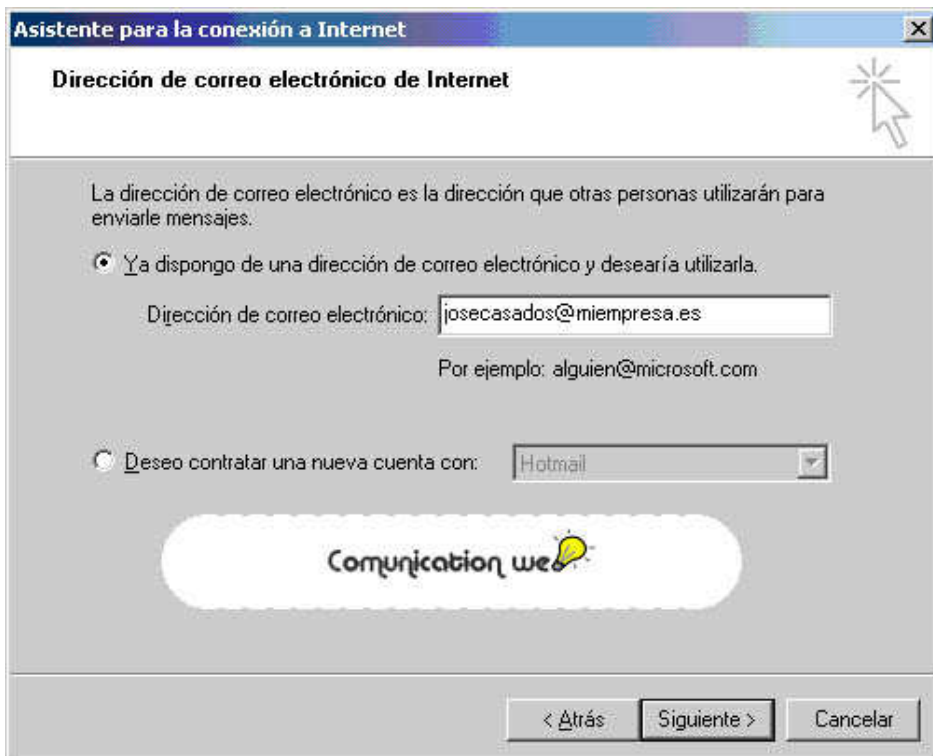 Asistente para la conexión a Internet
Dirección de correo electrónico de Internet
La dirección de correo electrónico es la dirección que otras personas utilizarán para
enviarle mensajes.
Ya dispongo de una dirección de correo electrónico y desearía utilizarla.
Dirección de correo electrónico: josecasados@miempresa.es
Por ejemplo: alguien@microsoft.com
Deseo contratar una nueva cuenta con: Hotmail
Comunication web
< Atrás Siguiente > Cancelar